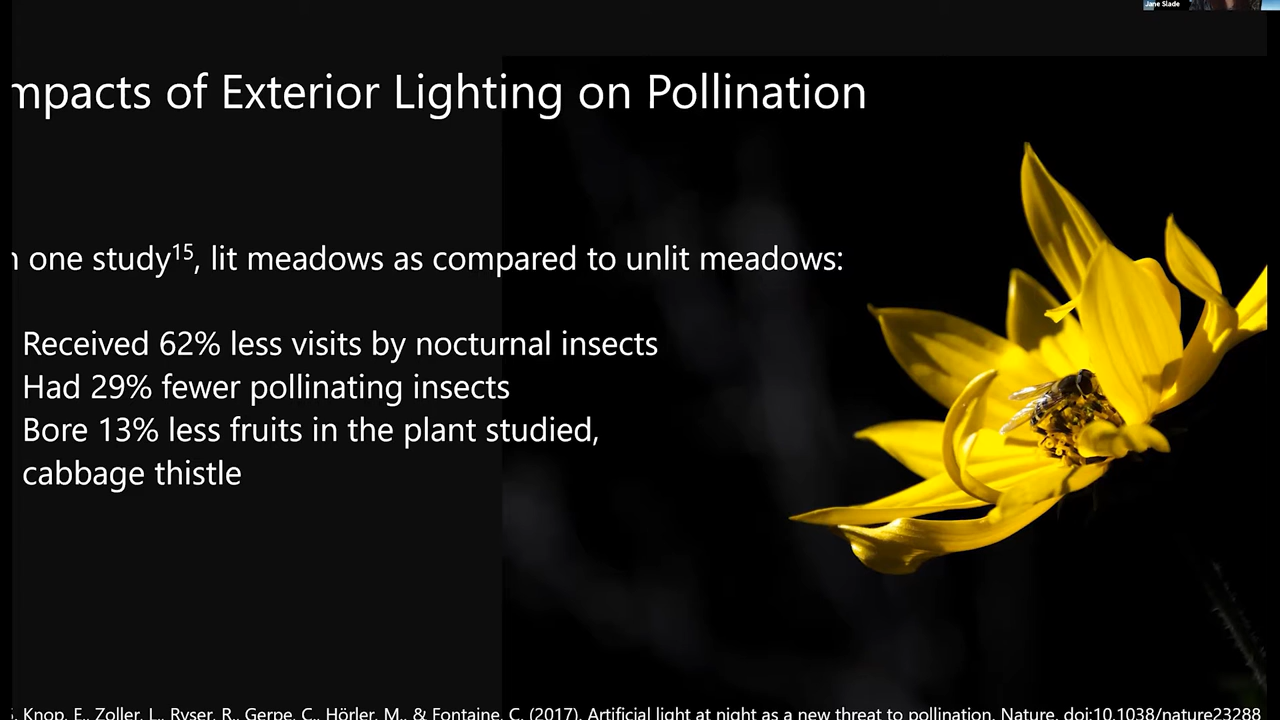 Jane Slade
mpacts of Exterior Lighting on Pollination
one study15, lit meadows as compared to unlit meadows:
Received 62% less visits by nocturnal insects
Had 29% fewer pollinating insects
Bore 13% less fruits in the plant studied,
cabbage thistle
Knop, E., Zoller, L., Ryser, R., Gerpe, C., Hörler, M., & Fontaine, C. (2017). Artificial light at night as a new threat to pollination. Nature. doi:10.1038/nature23288